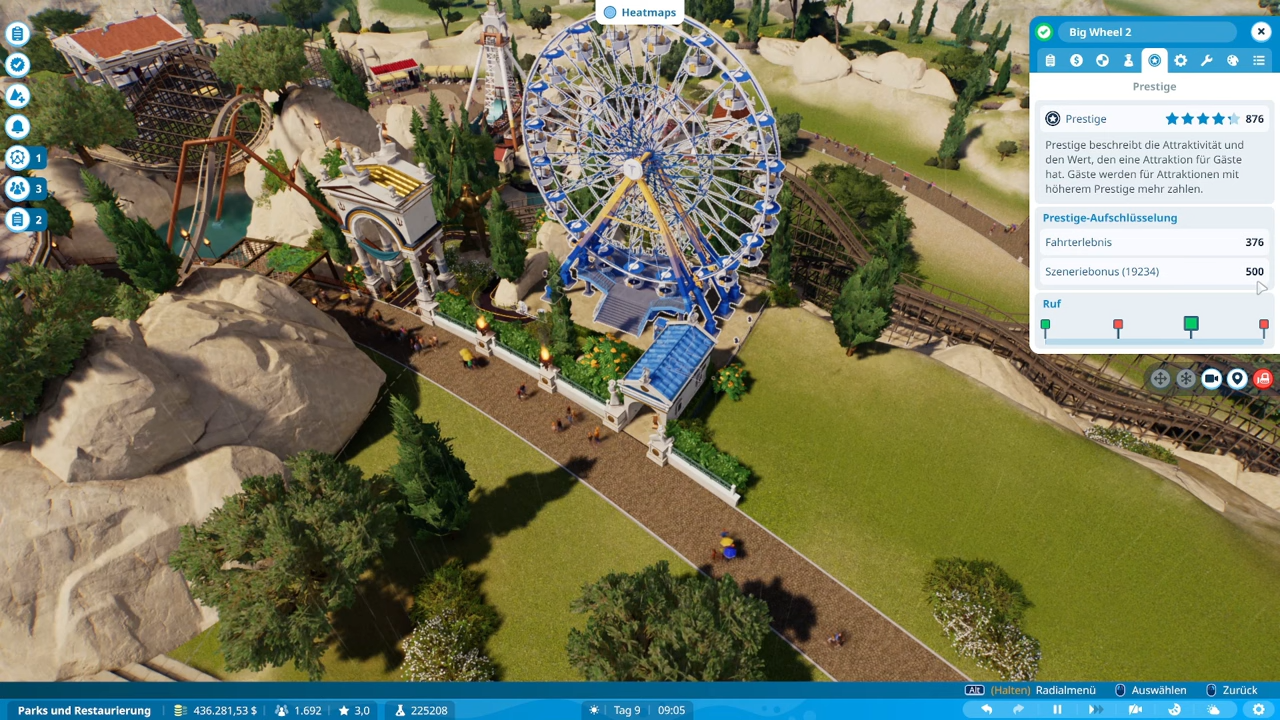 Heatmaps
Big Wheel 2
1
3
2
Prestige
Prestige 876
Prestige beschreibt die Attraktivität und
den Wert, den eine Attraktion für Gäste
hat. Gäste werden für Attraktionen mit
höherem Prestige mehr zahlen.
Prestige-Aufschlüsselung
Fahrterlebnis 376
Szeneriebonus (19234) 500
Ruf
Alt (Halten) Radialmenü Auswählen Zurück
Parks und Restaurierung 436.281,53 $ 1.692 3,0 225208 Tag 9 09:05